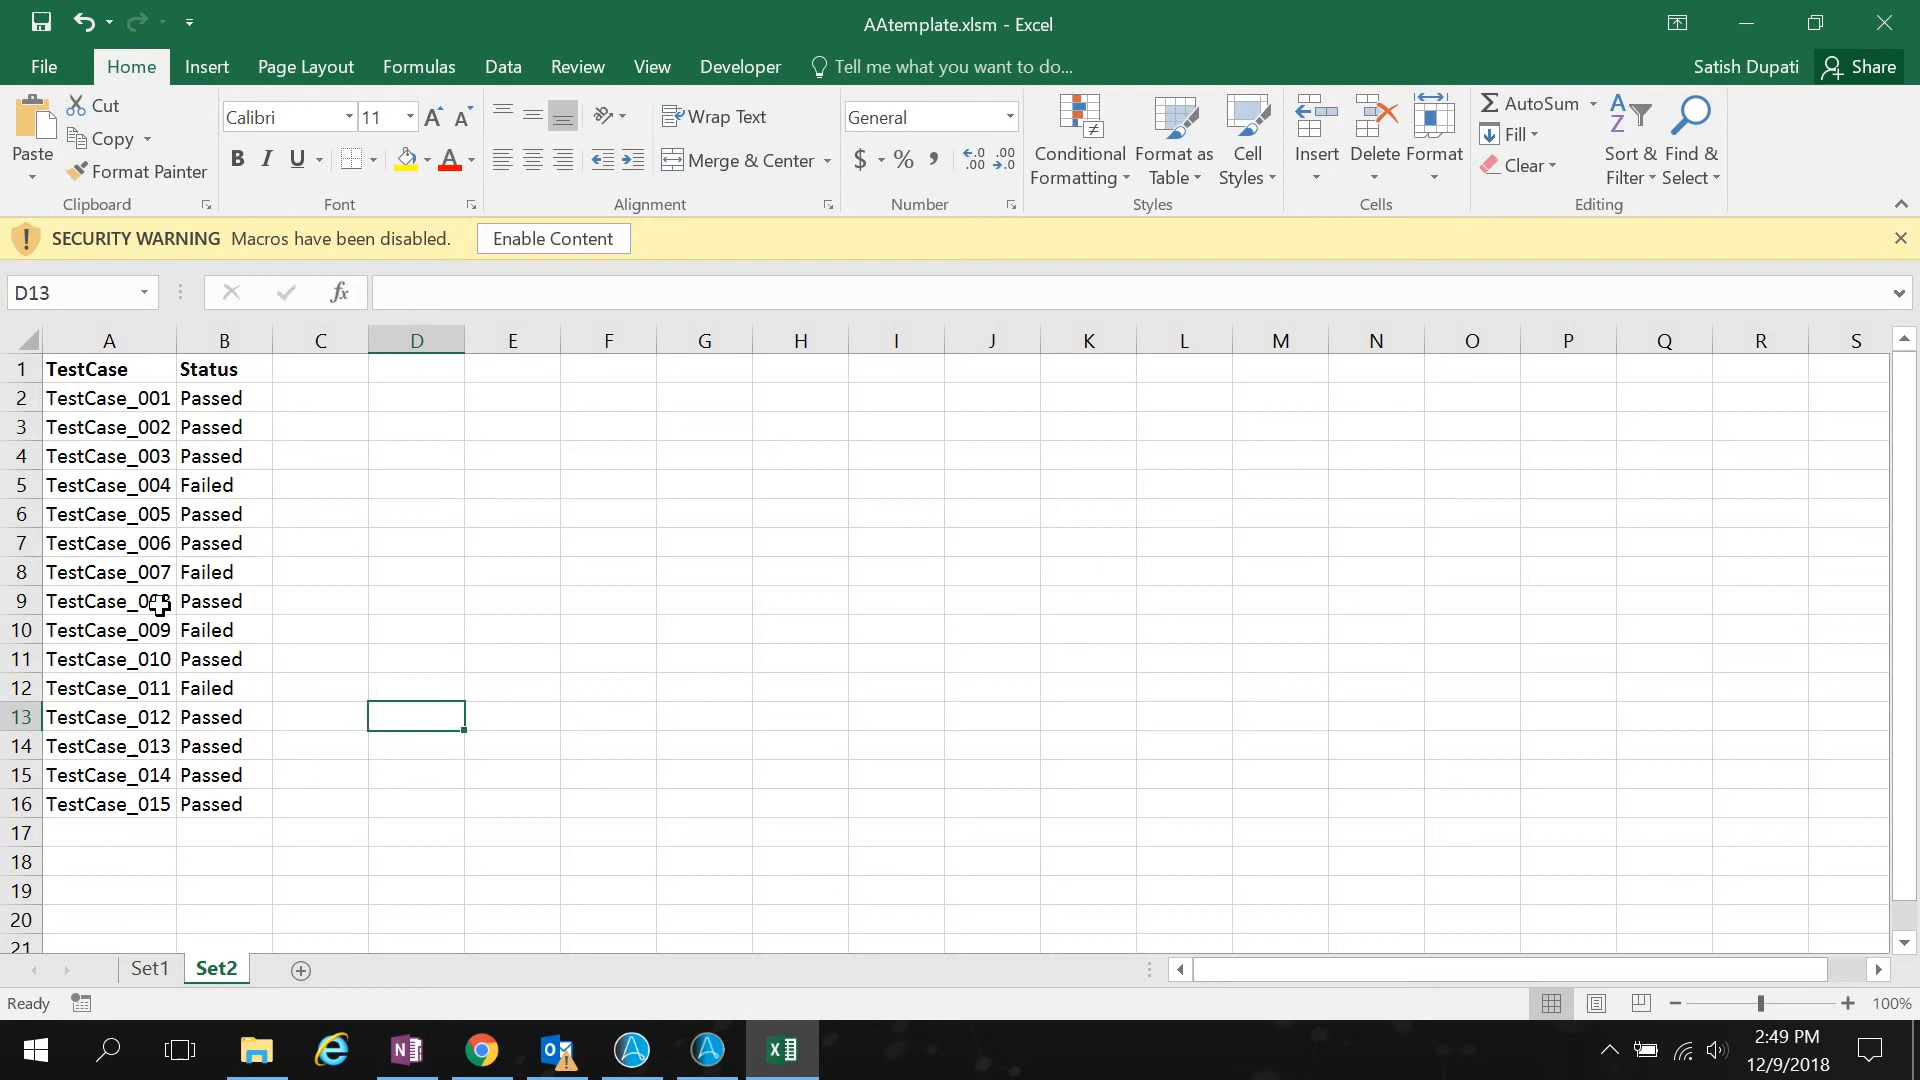 AAtemplate.xlsm - Excel
File Home Insert Page Layout Formulas Data Review View Developer Tell me what you want to do... Satish Dupati Share
Paste
Cut
Copy
Format Painter
Clipboard
Calibri 11
B I U A
Font
Wrap Text
Merge & Center
Alignment
General
$ % ,
Number
Conditional Formatting
Format as Table
Cell Styles
Styles
Insert Delete Format
Cells
AutoSum
Fill
Clear
Sort & Filter
Find & Select
Editing
SECURITY WARNING Macros have been disabled. Enable Content
D13 fx
A B C D E F G H I J K L M N O P Q R S
1 TestCase Status
2 TestCase_001 Passed
3 TestCase_002 Passed
4 TestCase_003 Passed
5 TestCase_004 Failed
6 TestCase_005 Passed
7 TestCase_006 Passed
8 TestCase_007 Failed
9 TestCase_008 Passed
10 TestCase_009 Failed
11 TestCase_010 Passed
12 TestCase_011 Failed
13 TestCase_012 Passed
14 TestCase_013 Passed
15 TestCase_014 Passed
16 TestCase_015 Passed
17
18
19
20
21
Set1 Set2
Ready 100%
2:49 PM
12/9/2018